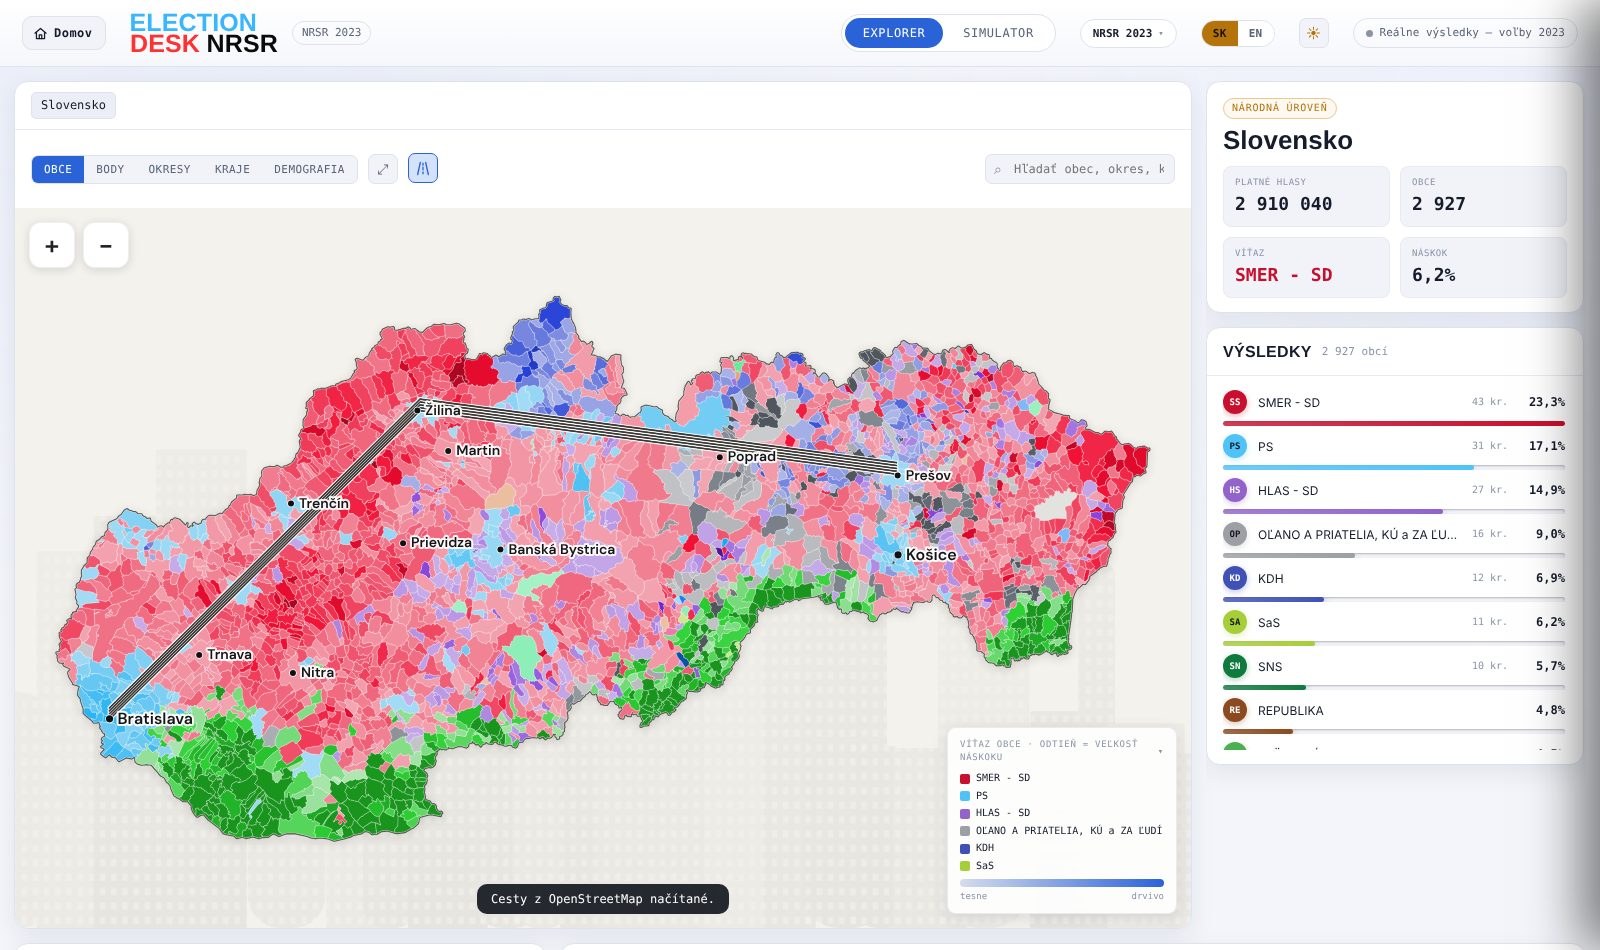 Domov
ELECTION
DESK NRSR
NRSR 2023
EXPLORER
SIMULATOR
NRSR 2023
SK
EN
Reálne výsledky — voľby 2023
Slovensko
OBCE
BODY
OKRESY
KRAJE
DEMOGRAFIA
Hľadať obec, okres, k
+
−
Žilina
Martin
Poprad
Prešov
Trenčín
Prievidza
Banská Bystrica
Košice
Trnava
Nitra
Bratislava
VÍŤAZ OBCE · ODTIEŇ = VEĽKOSŤ
NÁSKOKU
SMER - SD
PS
HLAS - SD
OĽANO A PRIATELIA, KÚ a ZA ĽUDÍ
KDH
SaS
tesne
drvivo
Cesty z OpenStreetMap načítané.
NÁRODNÁ ÚROVEŇ
Slovensko
PLATNÉ HLASY
2 910 040
OBCE
2 927
VÍŤAZ
SMER - SD
NÁSKOK
6,2%
VÝSLEDKY 2 927 obcí
SS SMER - SD 43 kr. 23,3%
PS PS 31 kr. 17,1%
HS HLAS - SD 27 kr. 14,9%
OP OĽANO A PRIATELIA, KÚ a ZA ĽU… 16 kr. 9,0%
KD KDH 12 kr. 6,9%
SA SaS 11 kr. 6,2%
SN SNS 10 kr. 5,7%
RE REPUBLIKA 4,8%